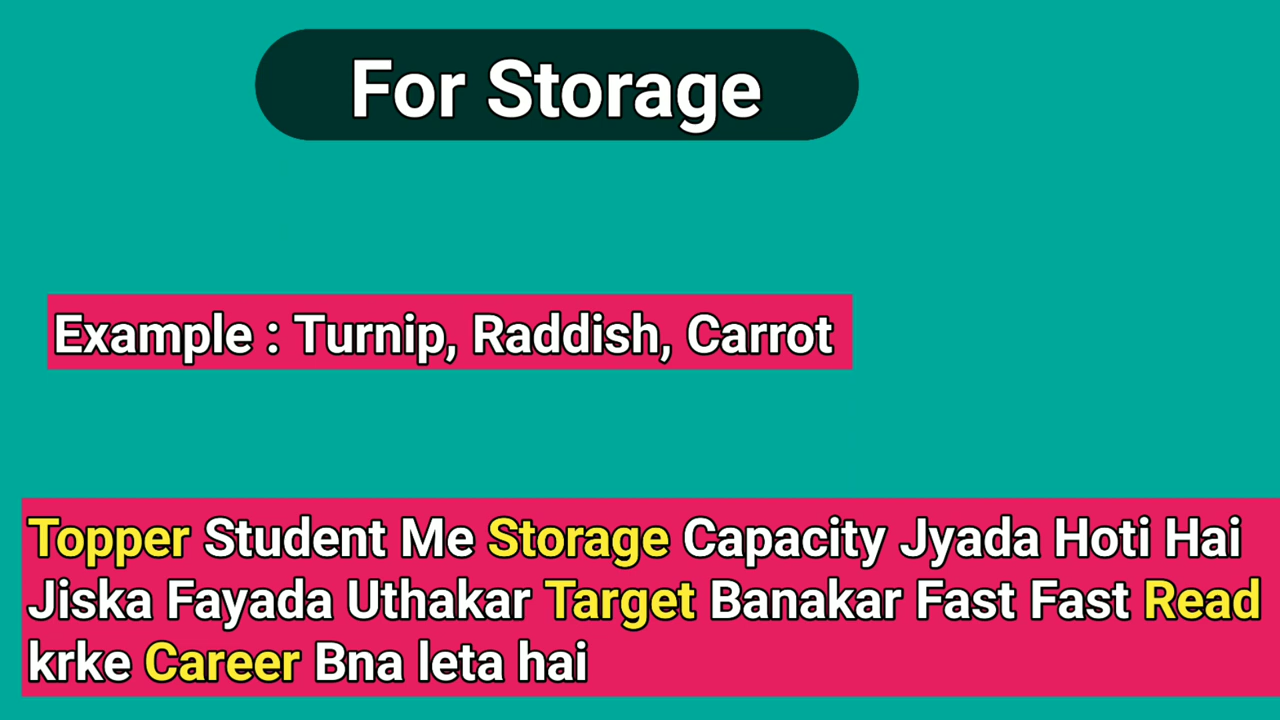 For Storage
Example : Turnip, Raddish, Carrot
Topper Student Me Storage Capacity Jyada Hoti Hai
Jiska Fayada Uthakar Target Banakar Fast Fast Read
krke Career Bna leta hai